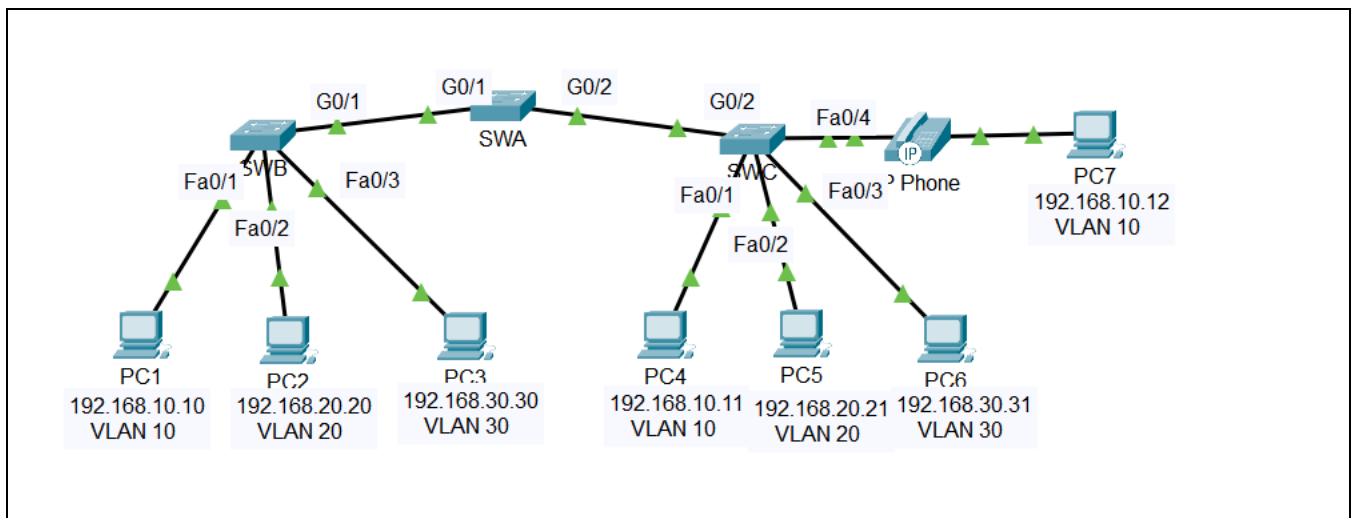 G0/1
G0/1
G0/2
G0/2
SWA
Fa0/4
IP
SWB
SWC
P Phone
PC7
192.168.10.12
VLAN 10
Fa0/1
Fa0/2
Fa0/3
Fa0/1
Fa0/2
Fa0/3
PC1
192.168.10.10
VLAN 10
PC2
192.168.20.20
VLAN 20
PC3
192.168.30.30
VLAN 30
PC4
192.168.10.11
VLAN 10
PC5
192.168.20.21
VLAN 20
PC6
192.168.30.31
VLAN 30